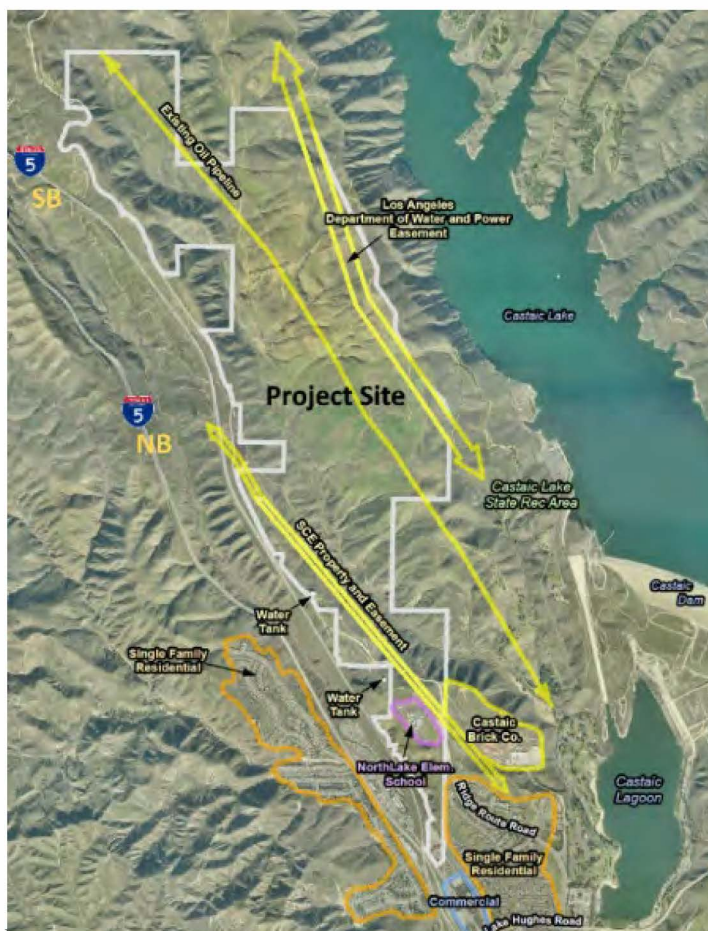 Existing Oil Pipeline
5
SB
Los Angeles
Department of Water and Power
Easement
Castaic Lake
5
NB
Project Site
Castaic Lake
State Rec Area
SCE Property and Easement
Castaic
Dam
Water
Tank
Single Family
Residential
Water
Tank
Castaic
Brick Co.
NorthLake Elem.
School
Castaic
Lagoon
Ridge Route Road
Single Family
Residential
Commercial
Lake Hughes Road